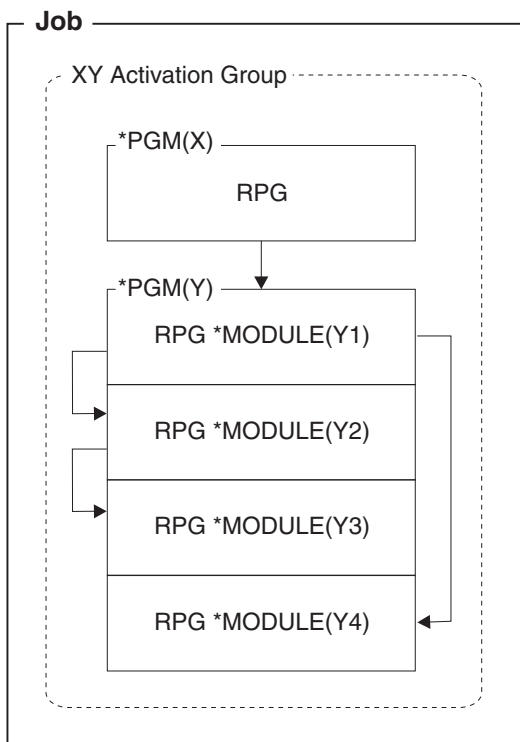 Job
XY Activation Group
*PGM(X)
RPG
*PGM(Y)
RPG *MODULE(Y1)
RPG *MODULE(Y2)
RPG *MODULE(Y3)
RPG *MODULE(Y4)